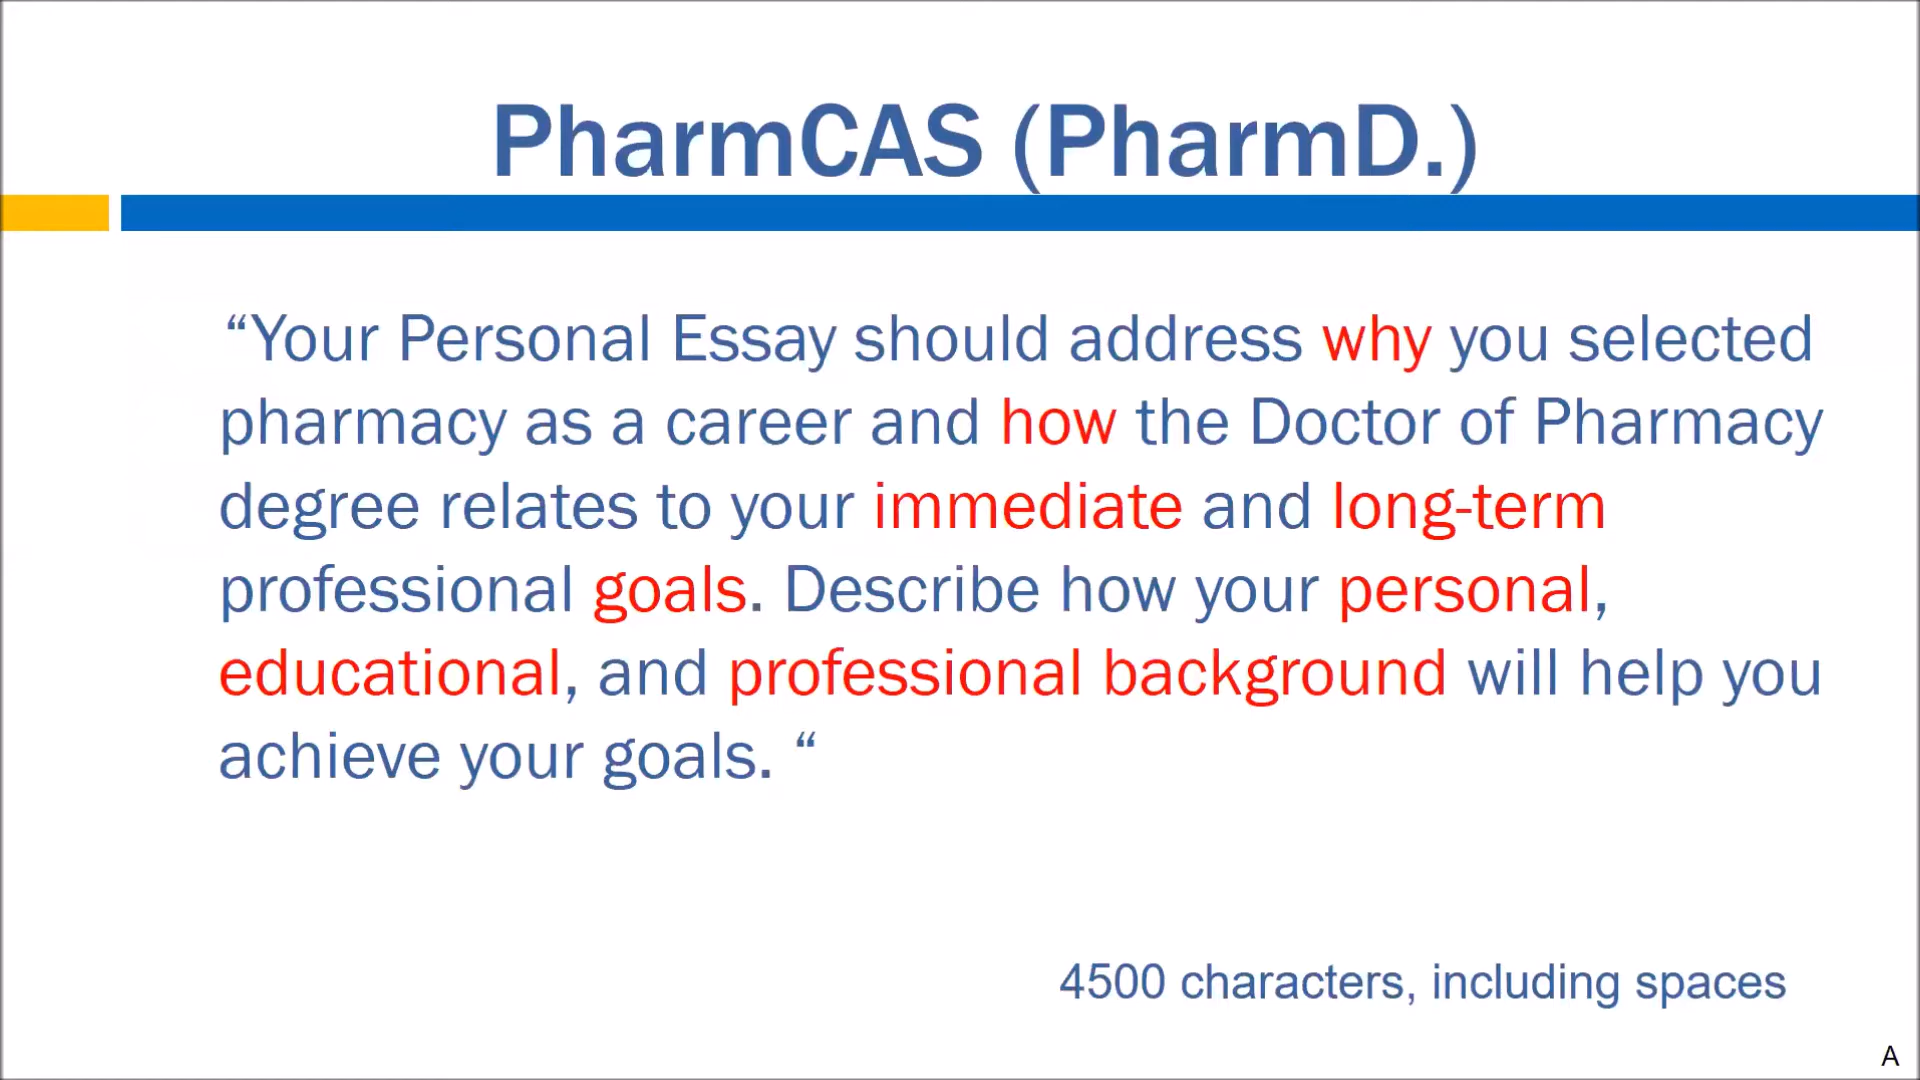 PharmCAS (PharmD.)
“Your Personal Essay should address why you selected
pharmacy as a career and how the Doctor of Pharmacy
degree relates to your immediate and long-term
professional goals. Describe how your personal,
educational, and professional background will help you
achieve your goals. “
4500 characters, including spaces
A